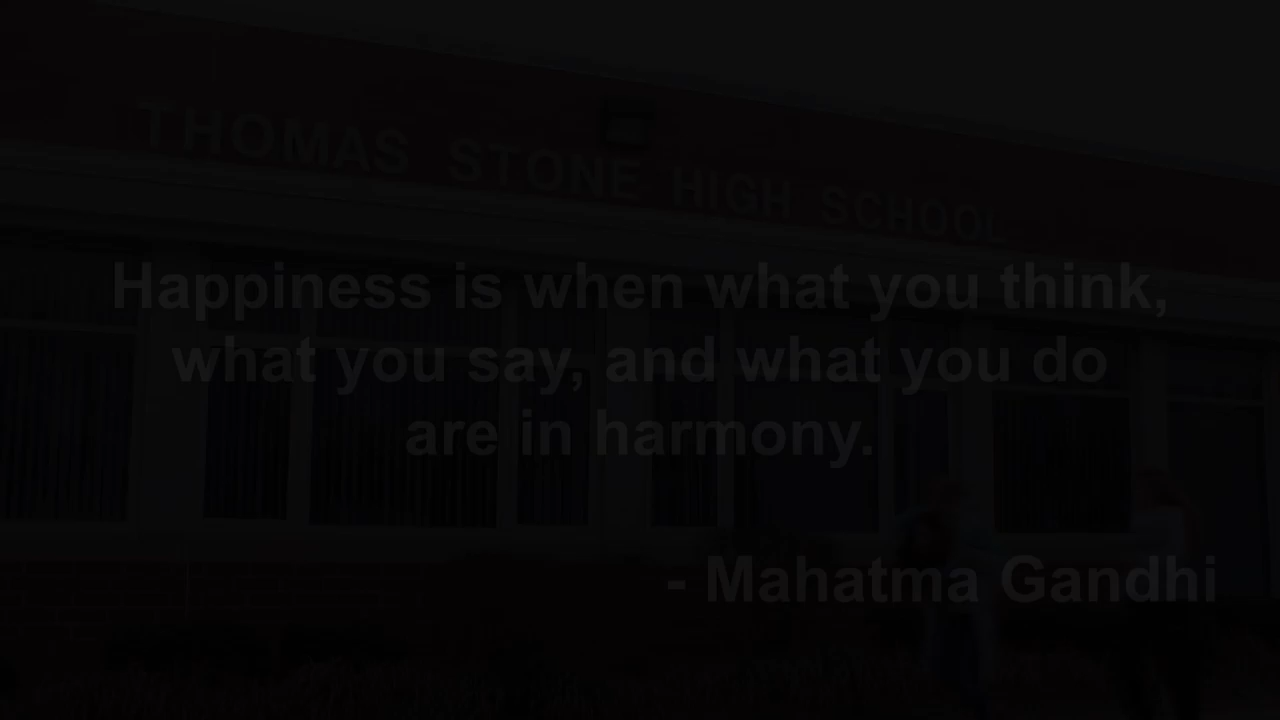 THOMAS STONE HIGH SCHOOL
Happiness is when what you think,
what you say, and what you do
are in harmony.
- Mahatma Gandhi